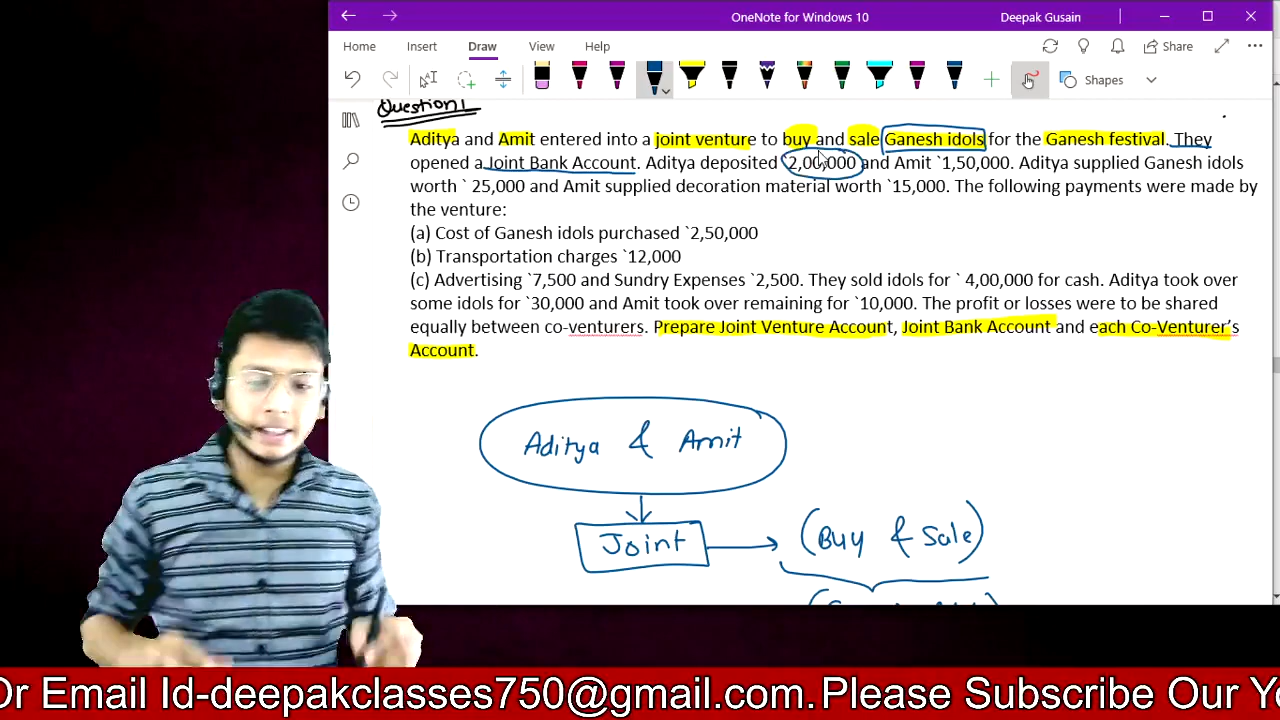 OneNote for Windows 10
Deepak Gusain
Home Insert Draw View Help
Share
Shapes
Question1
Aditya and Amit entered into a joint venture to buy and sale Ganesh idols for the Ganesh festival. They
opened a Joint Bank Account. Aditya deposited `2,00,000 and Amit `1,50,000. Aditya supplied Ganesh idols
worth ` 25,000 and Amit supplied decoration material worth `15,000. The following payments were made by
the venture:
(a) Cost of Ganesh idols purchased `2,50,000
(b) Transportation charges `12,000
(c) Advertising `7,500 and Sundry Expenses `2,500. They sold idols for ` 4,00,000 for cash. Aditya took over
some idols for `30,000 and Amit took over remaining for `10,000. The profit or losses were to be shared
equally between co-venturers. Prepare Joint Venture Account, Joint Bank Account and each Co-Venturer's
Account.
Aditya & Amit
Joint
(Buy & Sale)
Or Email Id-deepakclasses750@gmail.com. Please Subscribe Our Yo